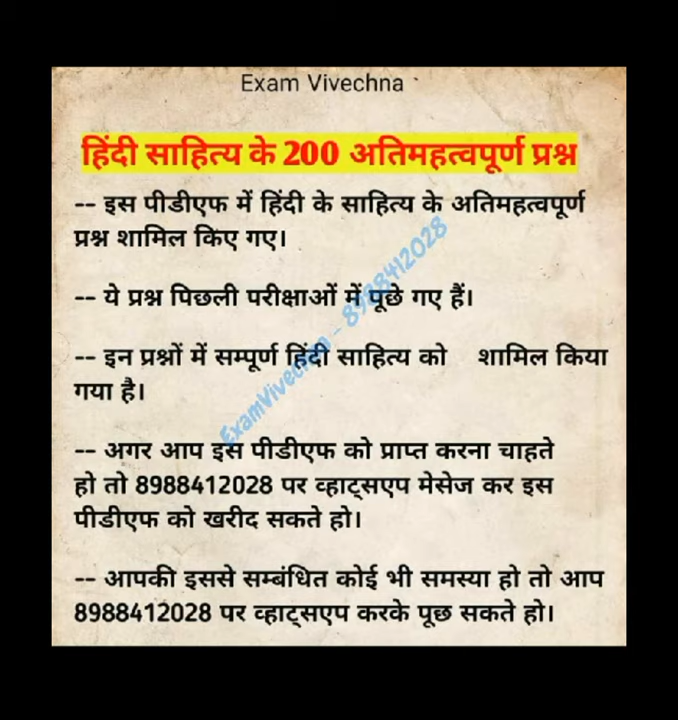 Exam Vivechna
हिंदी साहित्य के 200 अतिमहत्वपूर्ण प्रश्न
-- इस पीडीएफ में हिंदी के साहित्य के अतिमहत्वपूर्ण
प्रश्न शामिल किए गए।
-- ये प्रश्न पिछली परीक्षाओं में पूछे गए हैं।
-- इन प्रश्नों में सम्पूर्ण हिंदी साहित्य को शामिल किया
गया है।
-- अगर आप इस पीडीएफ को प्राप्त करना चाहते
हो तो 8988412028 पर व्हाट्सएप मेसेज कर इस
पीडीएफ को खरीद सकते हो।
-- आपकी इससे सम्बंधित कोई भी समस्या हो तो आप
8988412028 पर व्हाट्सएप करके पूछ सकते हो।
ExamVivechna - 8988412028